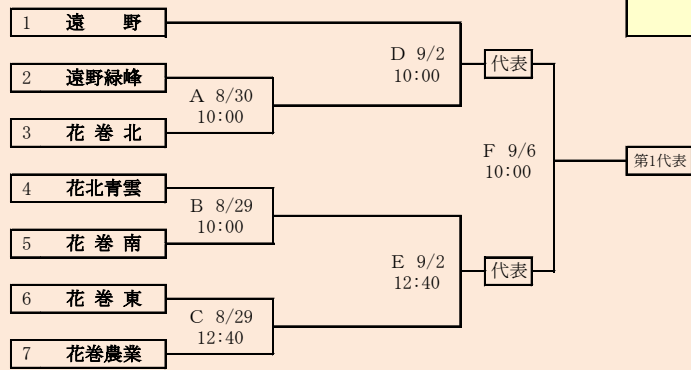 1 遠 野
D 9/2
10:00
代表
2 遠野緑峰
A 8/30
10:00
3 花 巻 北
F 9/6
10:00
第1代表
4 花北青雲
B 8/29
10:00
5 花 巻 南
E 9/2
12:40
代表
6 花 巻 東
C 8/29
12:40
7 花巻農業